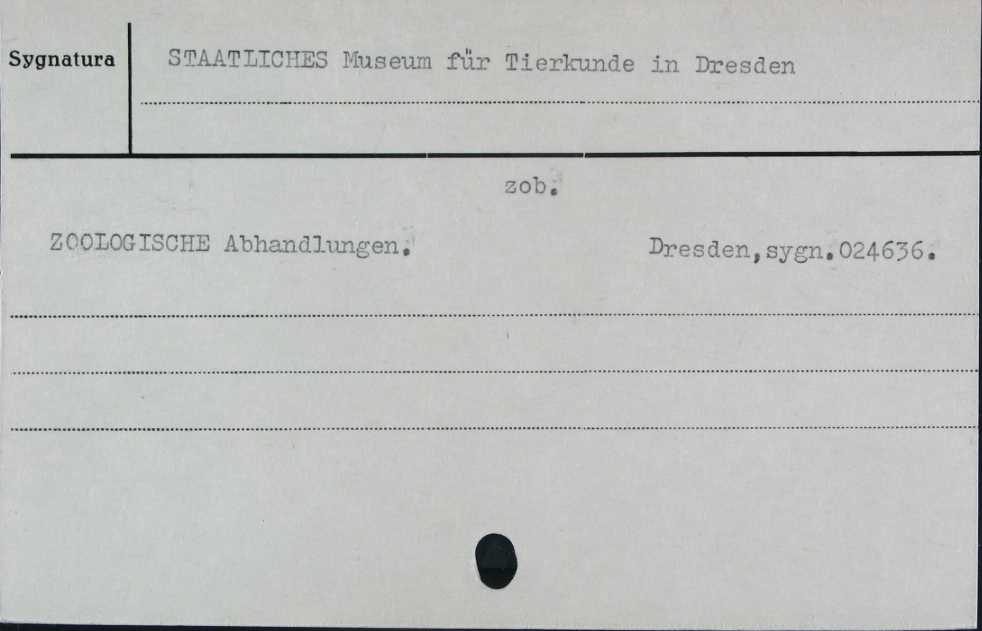 Sygnatura
STAATLICHES Museum für Tierkunde in Dresden
zob.
ZOOLOGISCHE Abhandlungen. Dresden,sygn.024636.